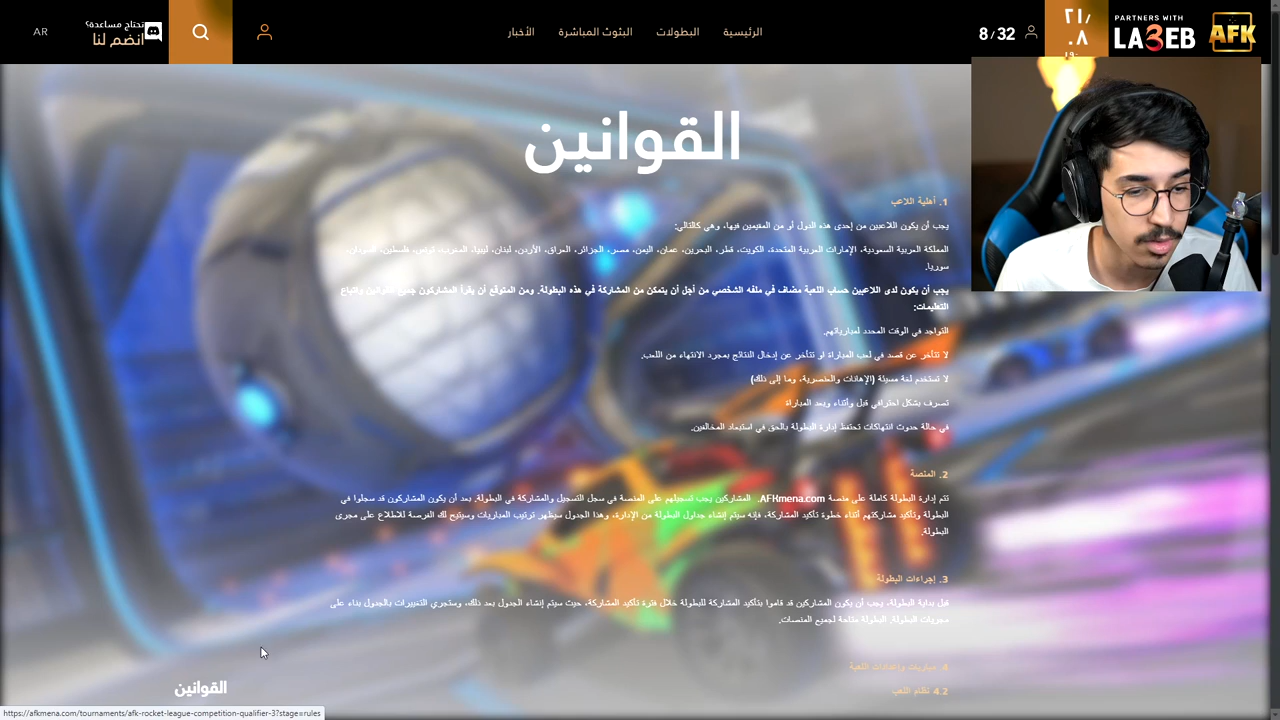 AFK
PARTNERS WITH
LA3EB
٢١/
٠٨
8 / 32
الرئيسية
البطولات
البثوث المباشرة
الأخبار
تحتاج مساعدة؟
انضم لنا
AR
القوانين
1. أهلية اللاعب
يجب أن يكون اللاعبين من إحدى هذه الدول أو من المقيمين فيها، وهي كالتالي:
المملكة العربية السعودية، الإمارات العربية المتحدة، الكويت، قطر، البحرين، عمان، اليمن، مصر، الجزائر، العراق، الأردن، لبنان، ليبيا، المغرب، تونس، فلسطين، السودان،
سوريا.
يجب أن يكون لدى اللاعبين حساب اللعبة مضاف في ملفه الشخصي من أجل أن يتمكن من المشاركة في هذه البطولة. ومن المتوقع أن يقرأ المشاركون جميع القوانين واتباع
التعليمات:
التواجد في الوقت المحدد لمبارياتهم.
لا تتأخر عن قصد في لعب المباراة او تتأخر عن إدخال النتائج بمجرد الانتهاء من اللعب.
لا تستخدم لغة مسيئة (الإهانات والعنصرية، وما إلى ذلك)
تصرف بشكل احترافي قبل وأثناء وبعد المباراة
في حالة حدوث انتهاكات تحتفظ إدارة البطولة بالحق في استبعاد المخالفين.
2. المنصة
تتم إدارة البطولة كاملة على منصة AFKmena.com. المشاركين يجب تسجيلهم على المنصة في سجل التسجيل والمشاركة في البطولة. بعد أن يكون المشاركون قد سجلوا في
البطولة وتأكيد مشاركتهم أثناء خطوة تأكيد المشاركة، فإنه سيتم إنشاء جداول البطولة من الإدارة، وهذا الجدول سيظهر ترتيب المباريات وسيتيح لك الفرصة للاطلاع على مجرى
البطولة.
3. إجراءات البطولة
قبل بداية البطولة، يجب أن يكون المشاركين قد قاموا بتأكيد المشاركة للبطولة خلال فترة تأكيد المشاركة، حيث سيتم إنشاء الجدول بعد ذلك، وستجري التغييرات بالجدول بناء على
مجريات البطولة. البطولة متاحة لجميع المنصات.
4. مباريات وإعدادات اللعبة
4.2 نظام اللعب
القوانين
https://afkmena.com/tournaments/afk-rocket-league-competition-qualifier-3?stage=rules